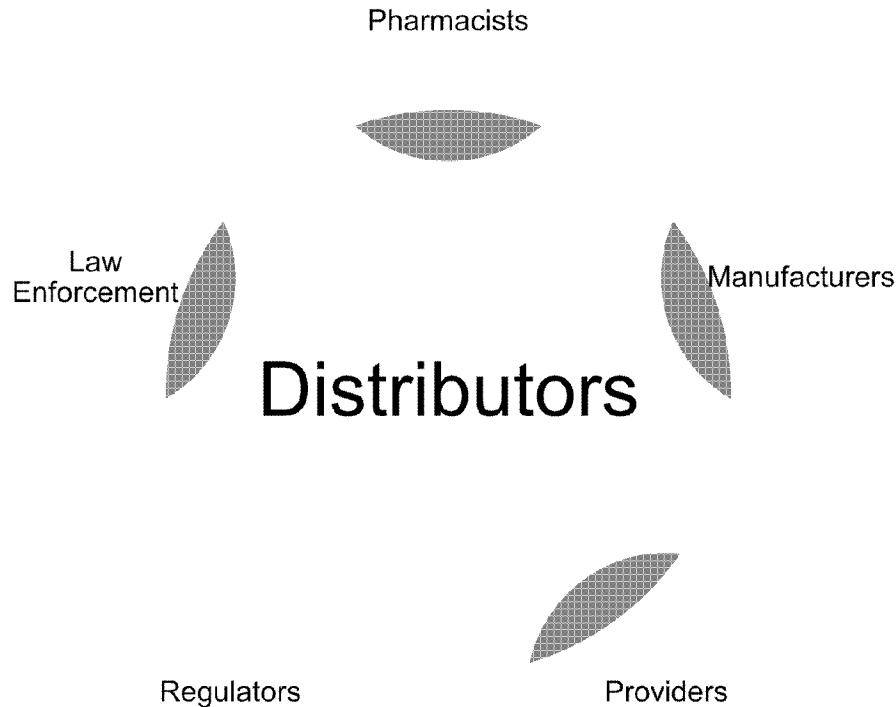 Pharmacists
Law
Enforcement
Manufacturers
Distributors
Regulators
Providers